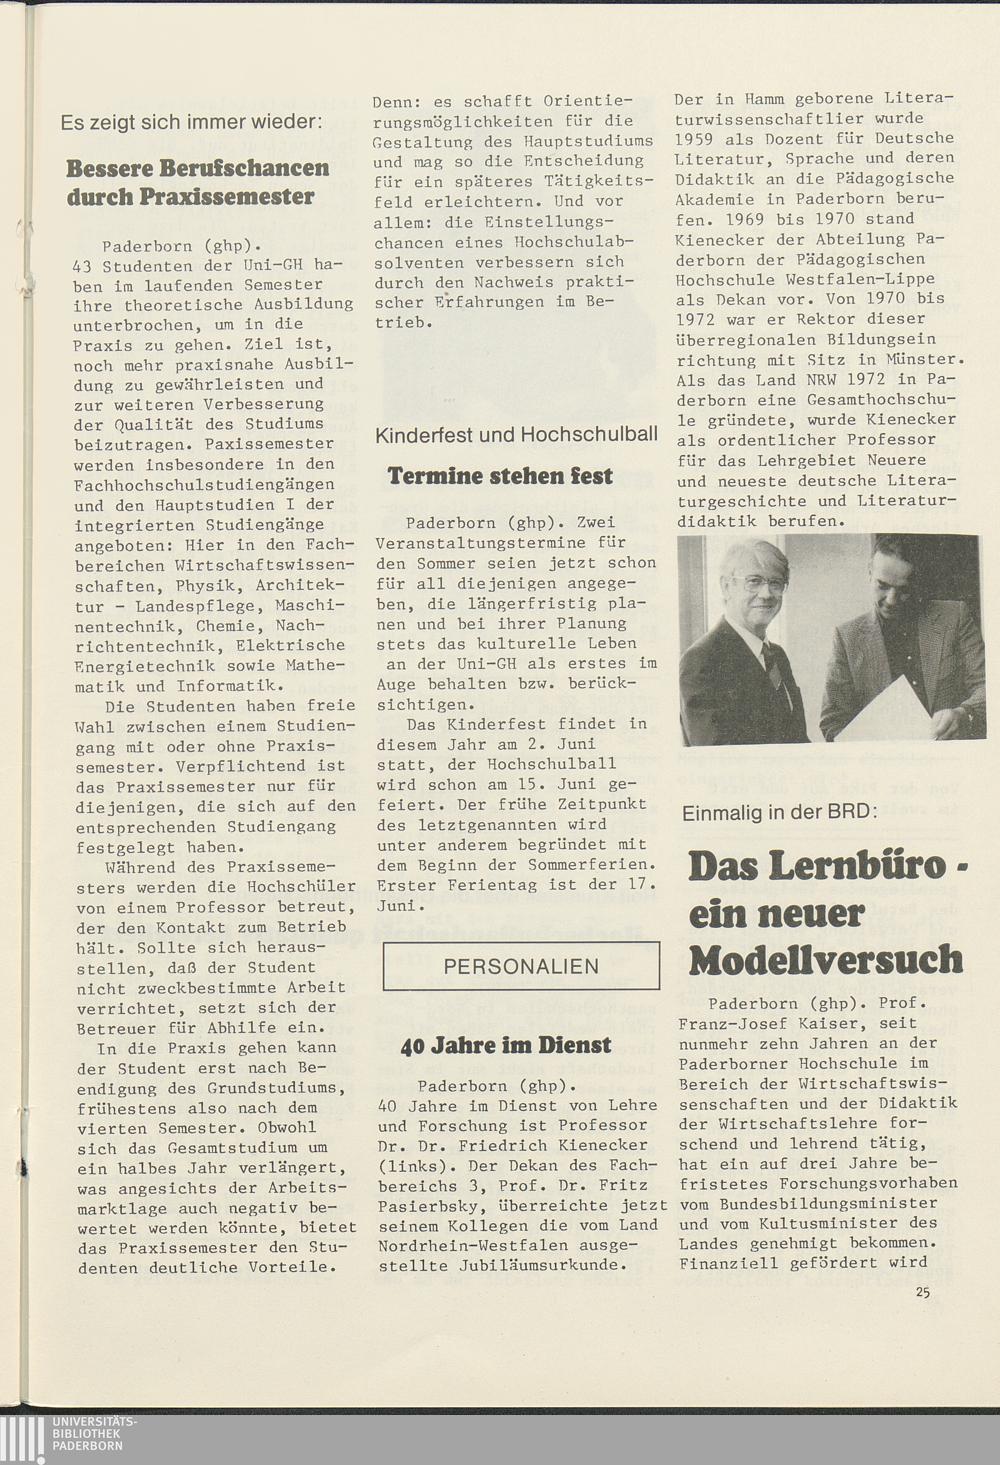 Es zeigt sich immer wieder:
Bessere Berufschancen
durch Praxissemester
Paderborn (ghp).
43 Studenten der Uni-GH ha-
ben im laufenden Semester
ihre theoretische Ausbildung
unterbrochen, um in die
Praxis zu gehen. Ziel ist,
noch mehr praxisnahe Ausbil-
dung zu gewährleisten und
zur weiteren Verbesserung
der Qualität des Studiums
beizutragen. Paxissemester
werden insbesondere in den
Fachhochschulstudiengängen
und den Hauptstudien I der
integrierten Studiengänge
angeboten: Hier in den Fach-
bereichen Wirtschaftswissen-
schaften, Physik, Architek-
tur - Landespflege, Maschi-
nentechnik, Chemie, Nach-
richtentechnik, Elektrische
Energietechnik sowie Mathe-
matik und Informatik.
Die Studenten haben freie
Wahl zwischen einem Studien-
gang mit oder ohne Praxis-
semester. Verpflichtend ist
das Praxissemester nur für
diejenigen, die sich auf den
entsprechenden Studiengang
festgelegt haben.
Während des Praxisseme-
sters werden die Hochschüler
von einem Professor betreut,
der den Kontakt zum Betrieb
hält. Sollte sich heraus-
stellen, daß der Student
nicht zweckbestimmte Arbeit
verrichtet, setzt sich der
Betreuer für Abhilfe ein.
In die Praxis gehen kann
der Student erst nach Be-
endigung des Grundstudiums,
frühestens also nach dem
vierten Semester. Obwohl
sich das Gesamtstudium um
ein halbes Jahr verlängert,
was angesichts der Arbeits-
marktlage auch negativ be-
wertet werden könnte, bietet
das Praxissemester den Stu-
denten deutliche Vorteile.
Denn: es schafft Orientie-
rungsmöglichkeiten für die
Gestaltung des Hauptstudiums
und mag so die Entscheidung
für ein späteres Tätigkeits-
feld erleichtern. Und vor
allem: die Einstellungs-
chancen eines Hochschulab-
solventen verbessern sich
durch den Nachweis prakti-
scher Erfahrungen im Be-
trieb.
Kinderfest und Hochschulball
Termine stehen fest
Paderborn (ghp). Zwei
Veranstaltungstermine für
den Sommer seien jetzt schon
für all diejenigen angege-
ben, die längerfristig pla-
nen und bei ihrer Planung
stets das kulturelle Leben
an der Uni-GH als erstes im
Auge behalten bzw. berück-
sichtigen.
Das Kinderfest findet in
diesem Jahr am 2. Juni
statt, der Hochschulball
wird schon am 15. Juni ge-
feiert. Der frühe Zeitpunkt
des letztgenannten wird
unter anderem begründet mit
dem Beginn der Sommerferien.
Erster Ferientag ist der 17.
Juni.
PERSONALIEN
40 Jahre im Dienst
Paderborn (ghp).
40 Jahre im Dienst von Lehre
und Forschung ist Professor
Dr. Dr. Friedrich Kienecker
(links). Der Dekan des Fach-
bereichs 3, Prof. Dr. Fritz
Pasierbsky, überreichte jetzt
seinem Kollegen die vom Land
Nordrhein-Westfalen ausge-
stellte Jubiläumsurkunde.
Der in Hamm geborene Litera-
turwissenschaftlier wurde
1959 als Dozent für Deutsche
Literatur, Sprache und deren
Didaktik an die Pädagogische
Akademie in Paderborn beru-
fen. 1969 bis 1970 stand
Kienecker der Abteilung Pa-
derborn der Pädagogischen
Hochschule Westfalen-Lippe
als Dekan vor. Von 1970 bis
1972 war er Rektor dieser
überregionalen Bildungsein
richtung mit Sitz in Münster.
Als das Land NRW 1972 in Pa-
derborn eine Gesamthochschu-
le gründete, wurde Kienecker
als ordentlicher Professor
für das Lehrgebiet Neuere
und neueste deutsche Litera-
turgeschichte und Literatur-
didaktik berufen.
Einmalig in der BRD:
Das Lernbüro -
ein neuer
Modellversuch
Paderborn (ghp). Prof.
Franz-Josef Kaiser, seit
nunmehr zehn Jahren an der
Paderborner Hochschule im
Bereich der Wirtschaftswis-
senschaften und der Didaktik
der Wirtschaftslehre for-
schend und lehrend tätig,
hat ein auf drei Jahre be-
fristetes Forschungsvorhaben
vom Bundesbildungsminister
und vom Kultusminister des
Landes genehmigt bekommen.
Finanziell gefördert wird
25
UNIVERSITÄTS-
BIBLIOTHEK
PADERBORN